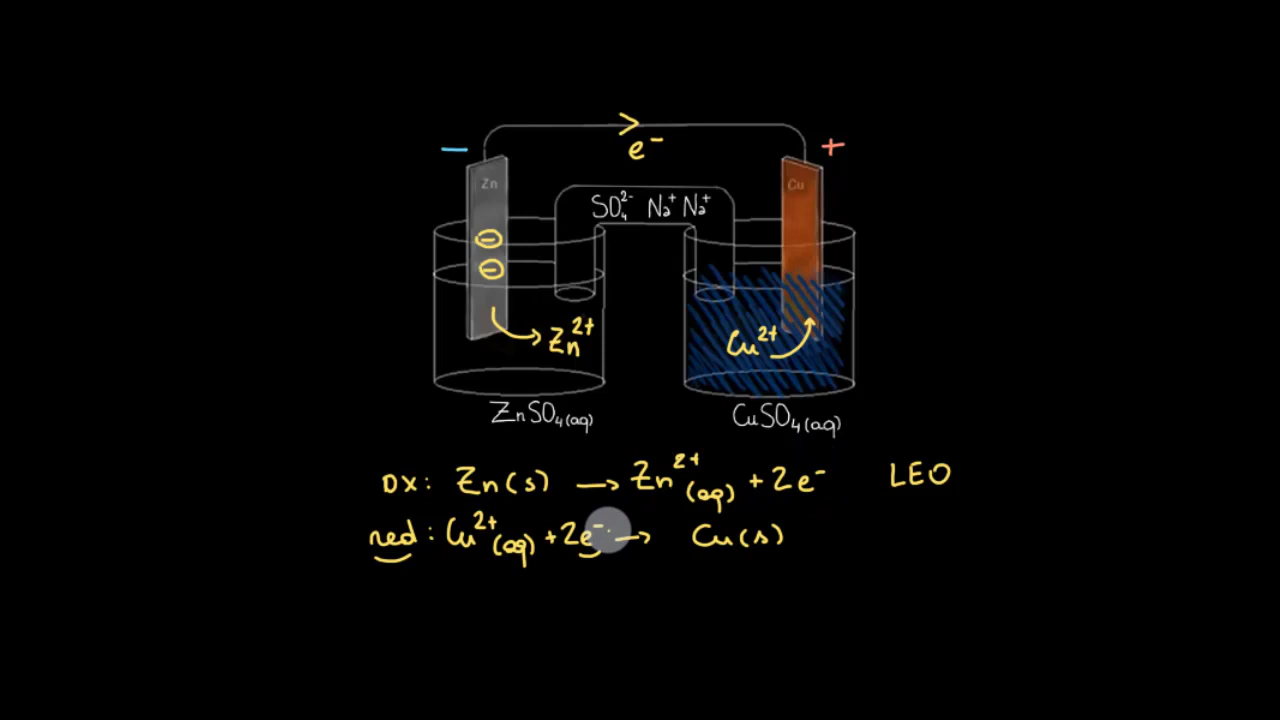 − e⁻ +
Zn Cu
SO₄²⁻ Na⁺ Na⁺
Zn²⁺ Cu²⁺
ZnSO₄(aq) CuSO₄(aq)
ox: Zn(s) → Zn²⁺(aq) + 2e⁻ LEO
red: Cu²⁺(aq) + 2e⁻ → Cu(s)